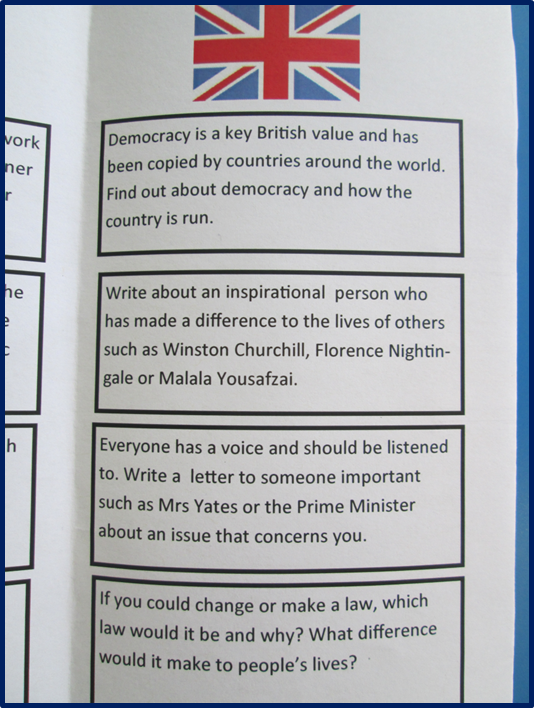 work
ner
r
he
e
c
h
Democracy is a key British value and has
been copied by countries around the world.
Find out about democracy and how the
country is run.
Write about an inspirational person who
has made a difference to the lives of others
such as Winston Churchill, Florence Nightin-
gale or Malala Yousafzai.
Everyone has a voice and should be listened
to. Write a letter to someone important
such as Mrs Yates or the Prime Minister
about an issue that concerns you.
If you could change or make a law, which
law would it be and why? What difference
would it make to people's lives?